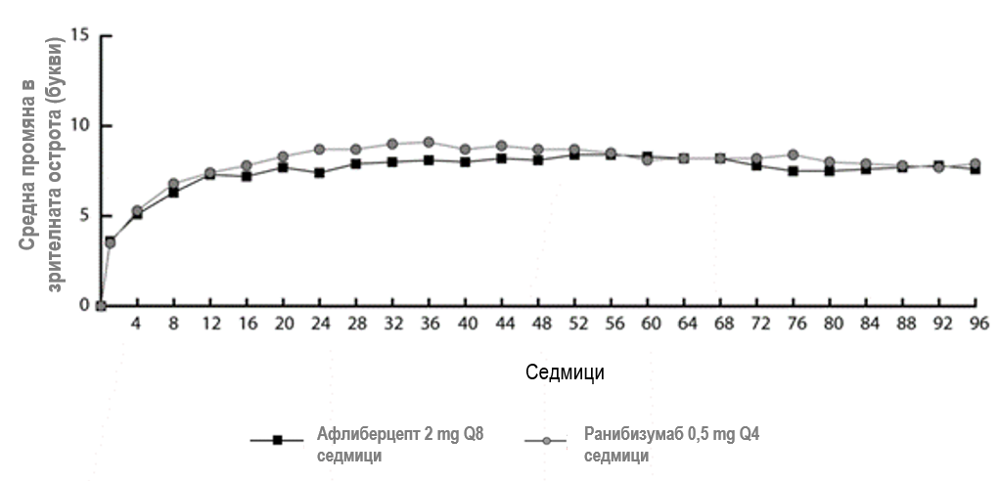 Средна промяна в
зрителната острота (букви)
15
10
5
0
4 8 12 16 20 24 28 32 36 40 44 48 52 56 60 64 68 72 76 80 84 88 92 96
Седмици
Афлиберцепт 2 mg Q8
седмици
Ранибизумаб 0,5 mg Q4
седмици